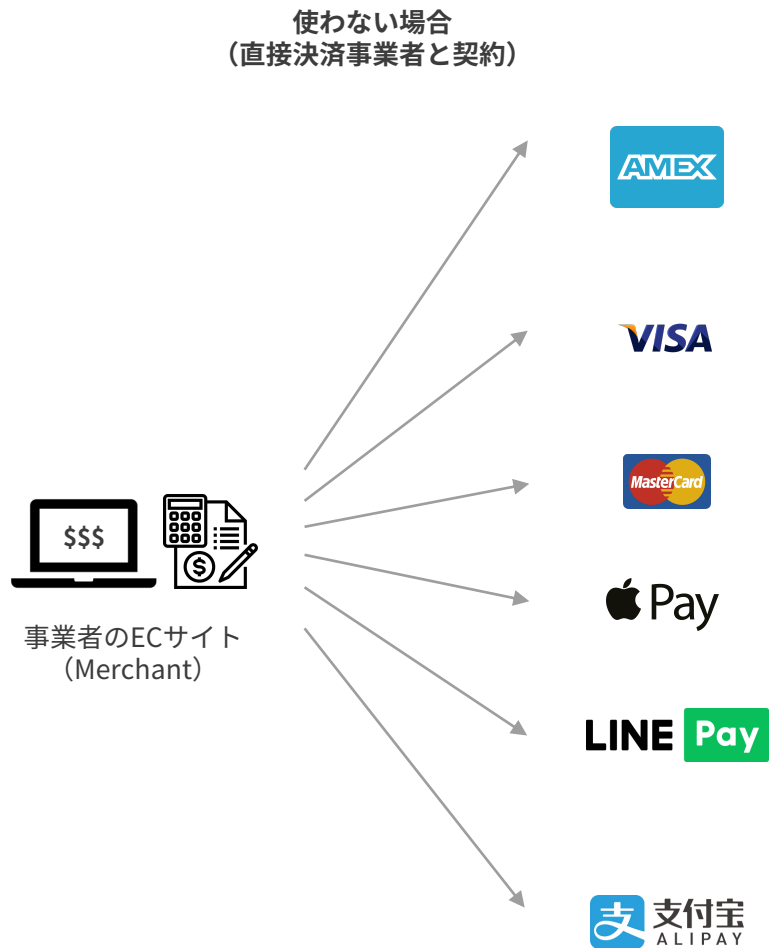 使わない場合
（直接決済事業者と契約）
AMEX
VISA
MasterCard
$$$
$
事業者のECサイト
（Merchant）
Pay
LINE Pay
支 支付宝
ALIPAY